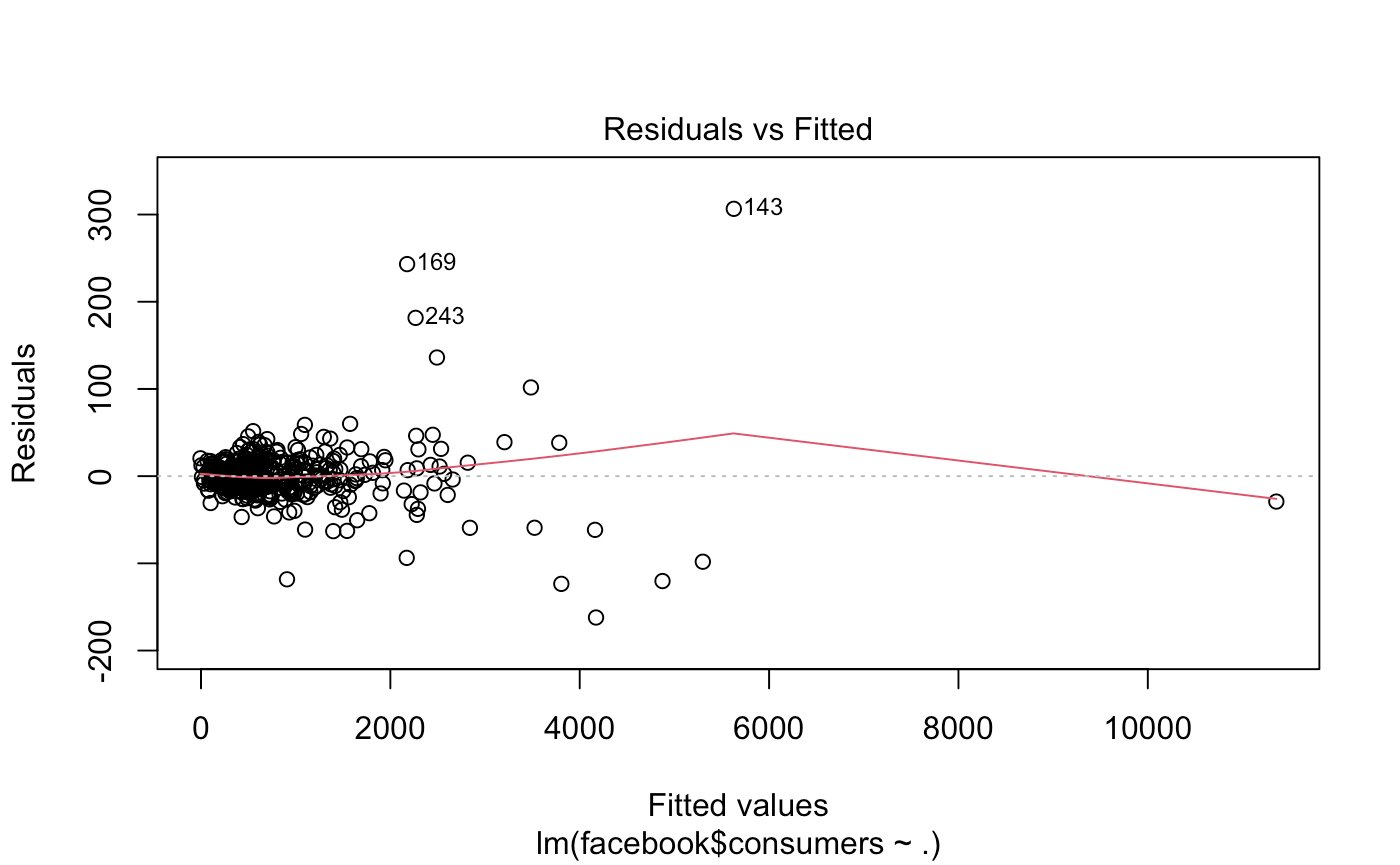 Residuals vs Fitted
300
200
100
0
-200
Residuals
143
169
243
0 2000 4000 6000 8000 10000
Fitted values
lm(facebook$consumers ~ .)